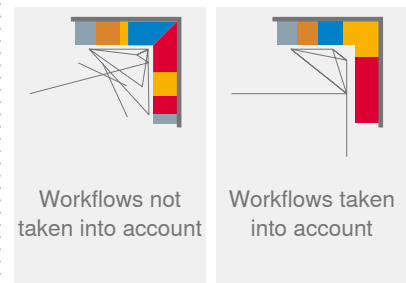 Workflows not
taken into account
Workflows taken
into account